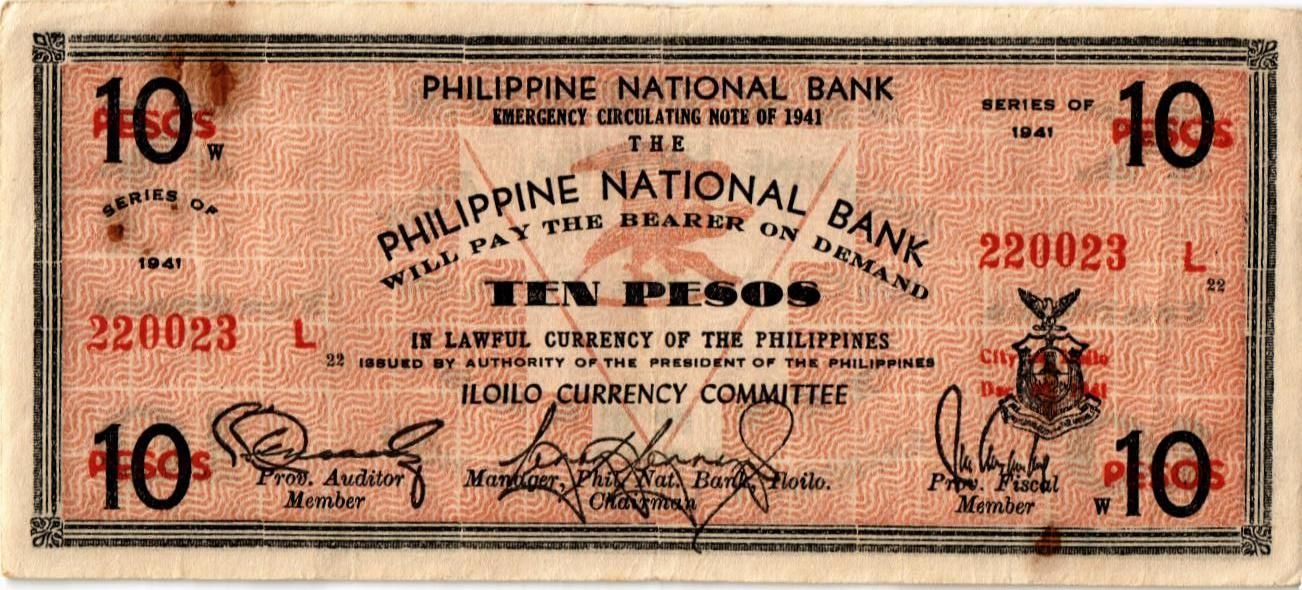 PHILIPPINE NATIONAL BANK
EMERGENCY CIRCULATING NOTE OF 1941
THE
PHILIPPINE NATIONAL BANK
WILL PAY THE BEARER ON DEMAND
TEN PESOS
IN LAWFUL CURRENCY OF THE PHILIPPINES
ISSUED BY AUTHORITY OF THE PRESIDENT OF THE PHILIPPINES
ILOILO CURRENCY COMMITTEE
10
PESOS
W
SERIES OF
1941
220023 L
22
10
PESOS
Prov. Auditor
Member
Manager, Phil. Nat. Bank, Iloilo.
Chairman
SERIES OF
1941
10
PESOS
220023 L
22
City
Prov. Fiscal
Member
W
10
PESOS